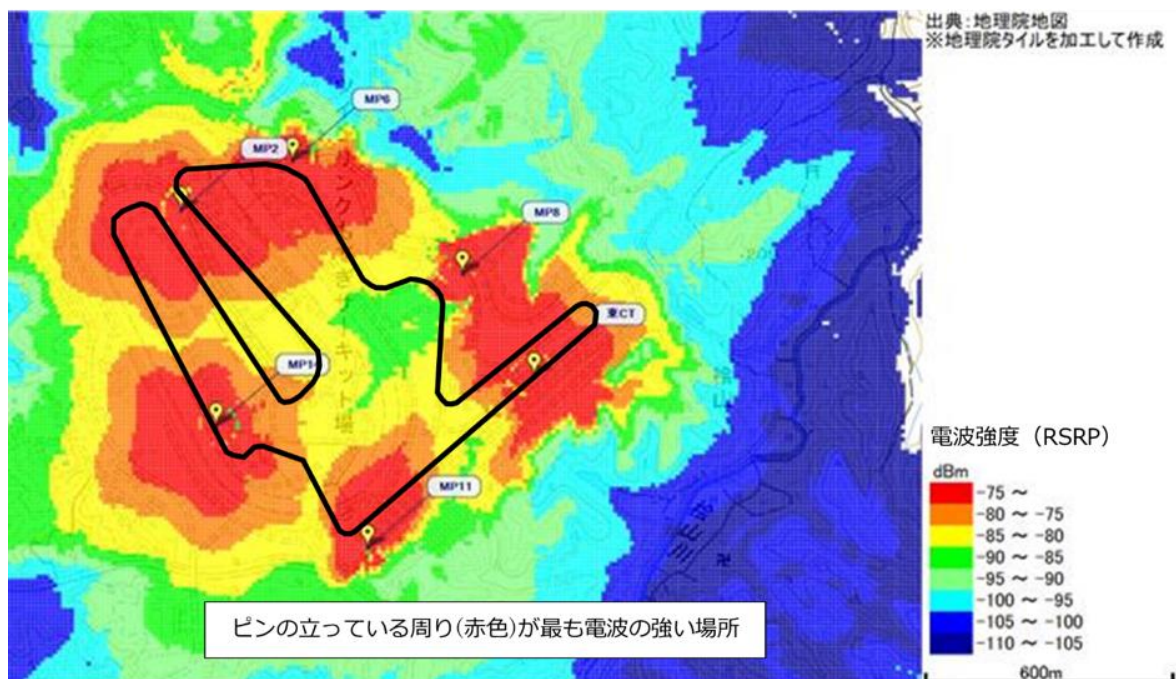 出典：地理院地図
※地理院タイルを加工して作成
MP6
MP2
MP8
東CT
MP11
冷山
電波強度（RSRP）
dBm
-75 ～
-80 ～ -75
-85 ～ -80
-90 ～ -85
-95 ～ -90
-100 ～ -95
-105 ～ -100
-110 ～ -105
600m
ピンの立っている周り(赤色)が最も電波の強い場所